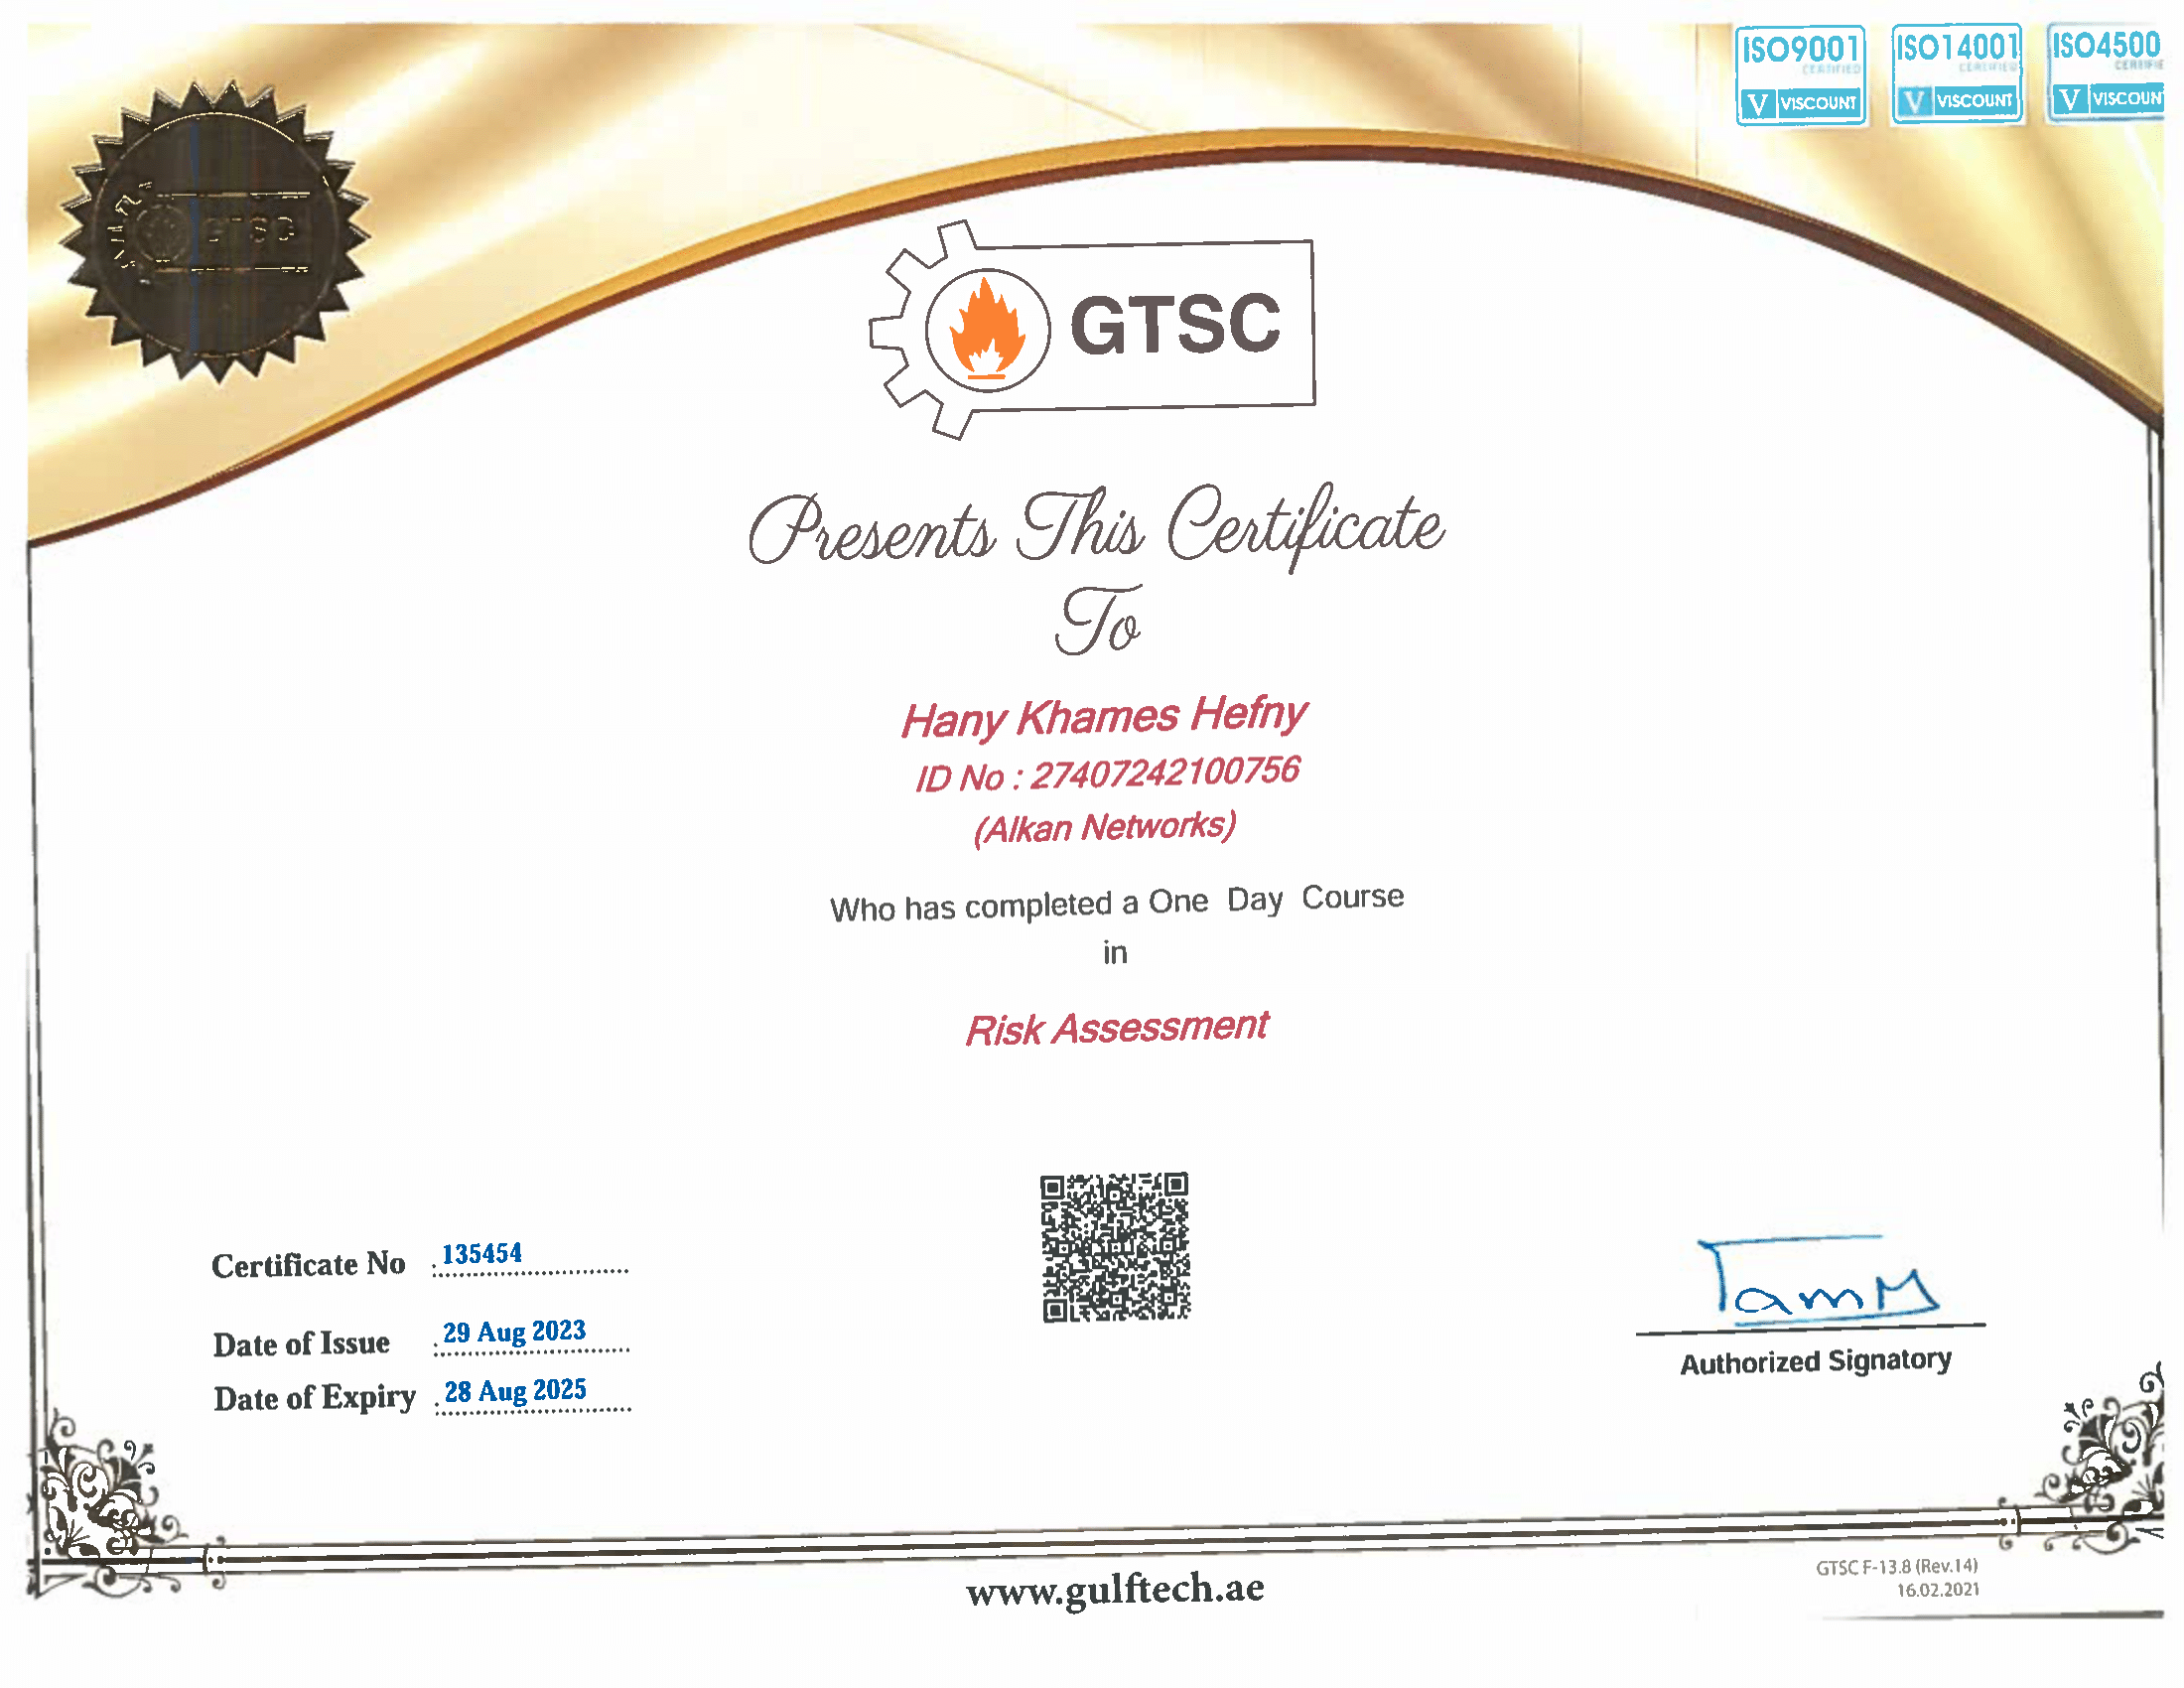 ISO9001 ISO14001 ISO4500
CERTIFIED CERTIFIED CERTIFIE
V VISCOUNT V VISCOUNT V VISCOUN
GTSC
GTSC
Presents This Certificate
To
Hany Khames Hefny
ID No : 27407242100756
(Alkan Networks)
Who has completed a One Day Course
in
Risk Assessment
Certificate No : 135454
Date of Issue : 29 Aug 2023
Date of Expiry : 28 Aug 2025
Tam
Authorized Signatory
GTSC F-13.8 (Rev.14)
16.02.2021
www.gulftech.ae